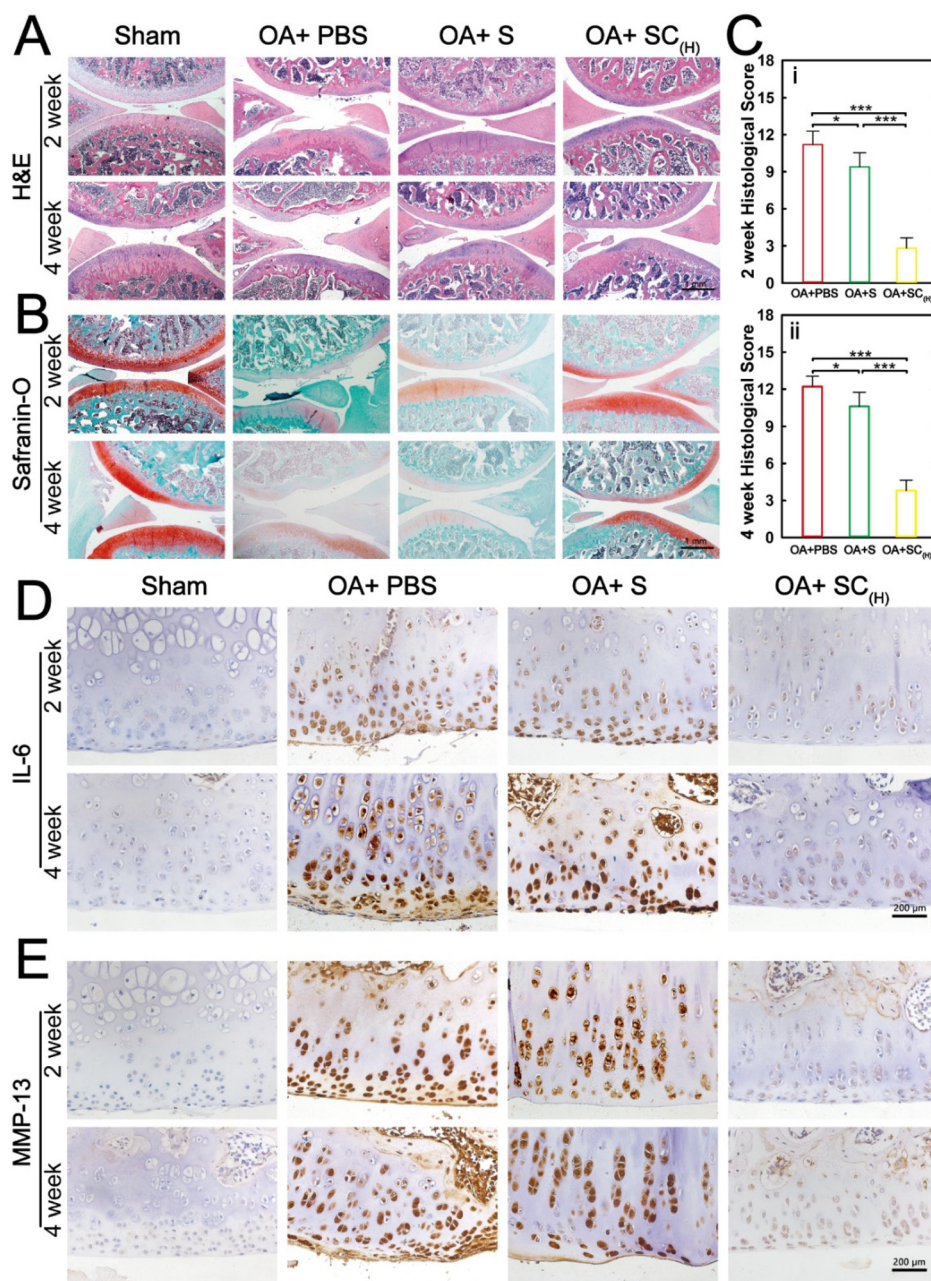 A
Sham
OA+ PBS
OA+ S
OA+ SC(H)
H&E
2 week
4 week
1 mm
B
Safranin-O
2 week
4 week
1 mm
C
i
2 week Histological Score
18
15
12
9
6
3
0
***
* ***
OA+PBS OA+S OA+SC(H)
ii
4 week Histological Score
18
15
12
9
6
3
0
***
* ***
OA+PBS OA+S OA+SC(H)
D
Sham
OA+ PBS
OA+ S
OA+ SC(H)
IL-6
2 week
4 week
200 μm
E
MMP-13
2 week
4 week
200 μm